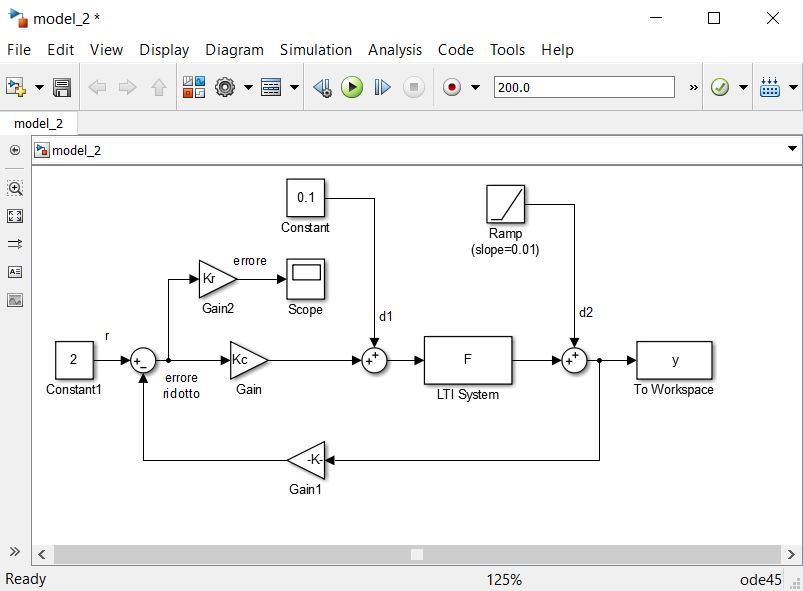 model_2 *
File Edit View Display Diagram Simulation Analysis Code Tools Help
200.0
»
model_2
model_2
0.1
Constant
Ramp
(slope=0.01)
errore
Kr
Gain2
Scope
d1
d2
r
2
Constant1
+
−
errore
ridotto
Kc
Gain
+
+
F
LTI System
+
+
y
To Workspace
-K-
Gain1
»
Ready 125% ode45